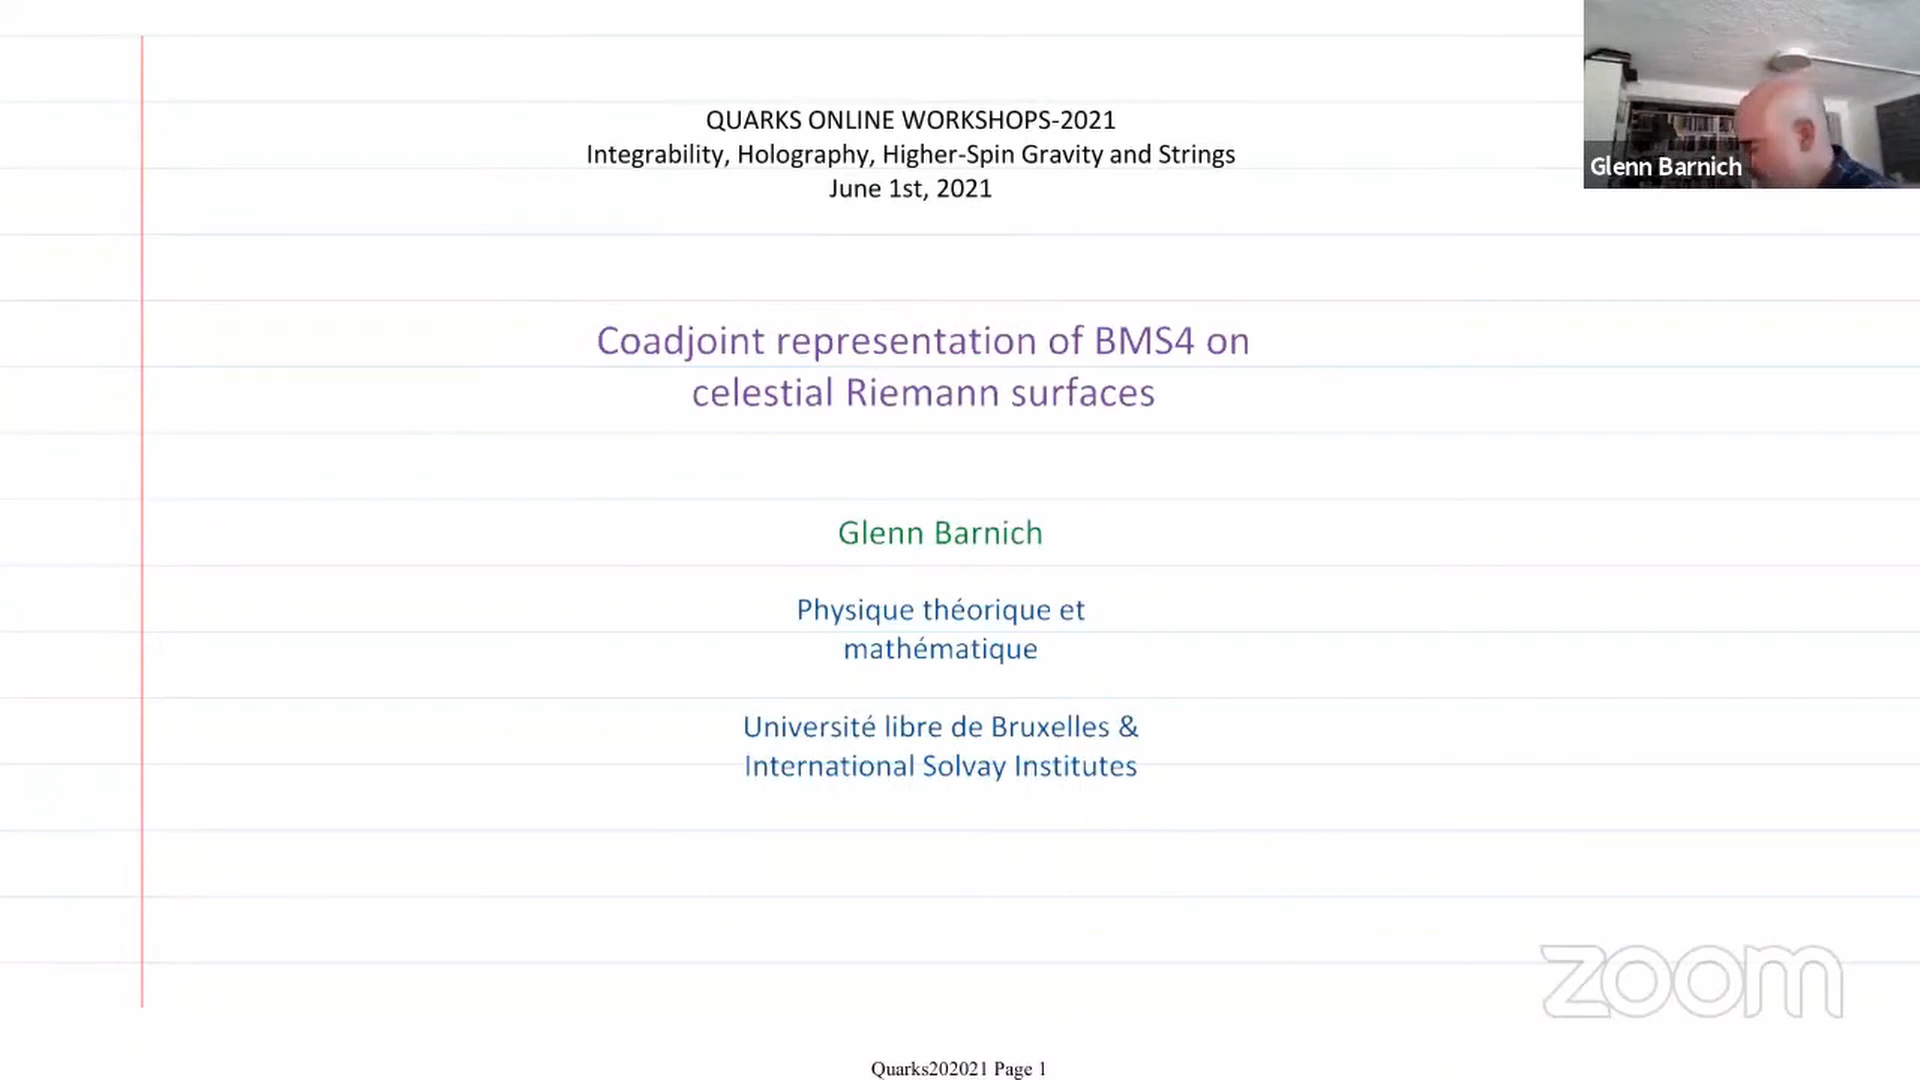 QUARKS ONLINE WORKSHOPS-2021
Integrability, Holography, Higher-Spin Gravity and Strings
June 1st, 2021
Glenn Barnich
Coadjoint representation of BMS4 on
celestial Riemann surfaces
Glenn Barnich
Physique théorique et
mathématique
Université libre de Bruxelles &
International Solvay Institutes
zoom
Quarks202021 Page 1